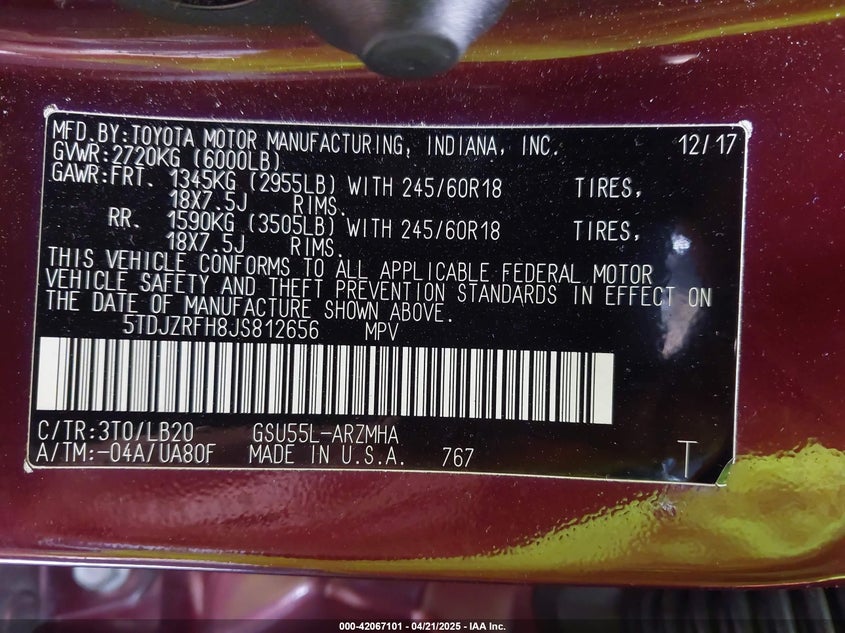 MFD.BY:TOYOTA MOTOR MANUFACTURING, INDIANA, INC. 12/17
GVWR:2720KG (6000LB)
GAWR:FRT. 1345KG (2955LB) WITH 245/60R18 TIRES,
18X7.5J RIMS.
RR. 1590KG (3505LB) WITH 245/60R18 TIRES,
18X7.5J RIMS.
THIS VEHICLE CONFORMS TO ALL APPLICABLE FEDERAL MOTOR
VEHICLE SAFETY AND THEFT PREVENTION STANDARDS IN EFFECT ON
THE DATE OF MANUFACTURE SHOWN ABOVE.
5TDJZRFH8JS812656 MPV
C/TR:3T0/LB20 GSU55L-ARZMHA
A/TM:-04A/UA80F MADE IN U.S.A. 767 T
000-42067101 - 04/21/2025 - IAA Inc.